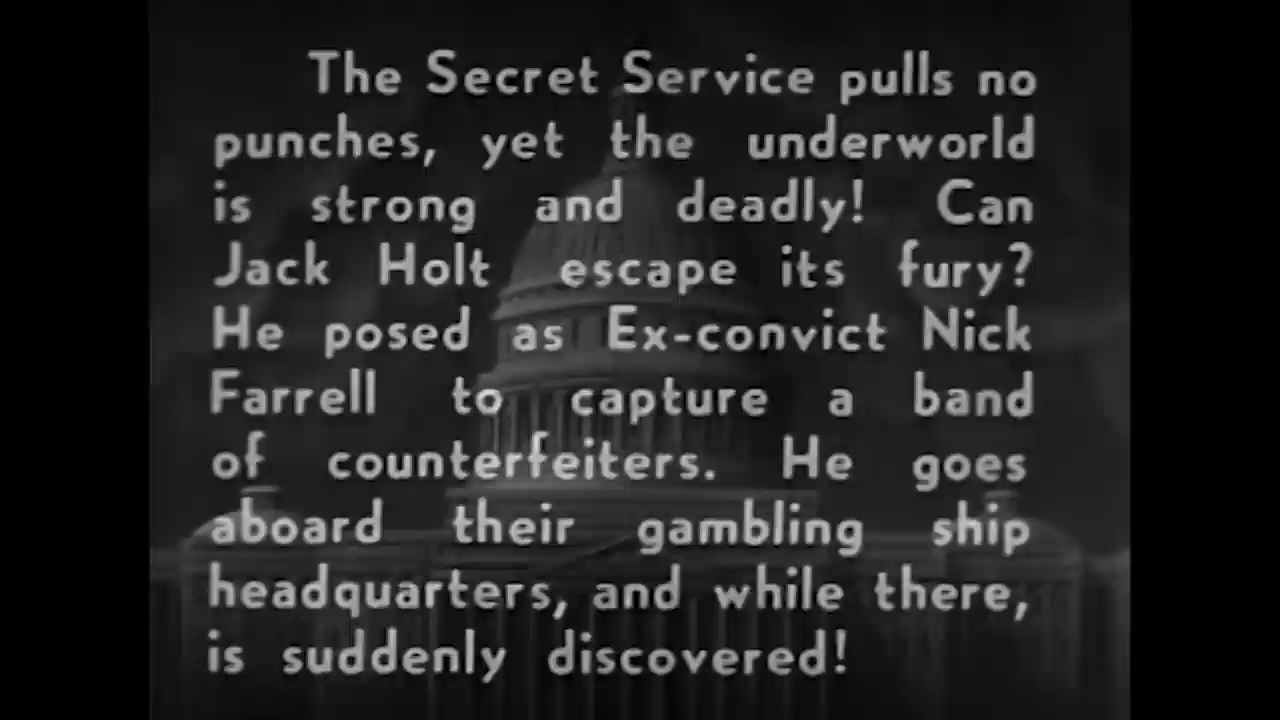 The Secret Service pulls no
punches, yet the underworld
is strong and deadly! Can
Jack Holt escape its fury?
He posed as Ex-convict Nick
Farrell to capture a band
of counterfeiters. He goes
aboard their gambling ship
headquarters, and while there,
is suddenly discovered!